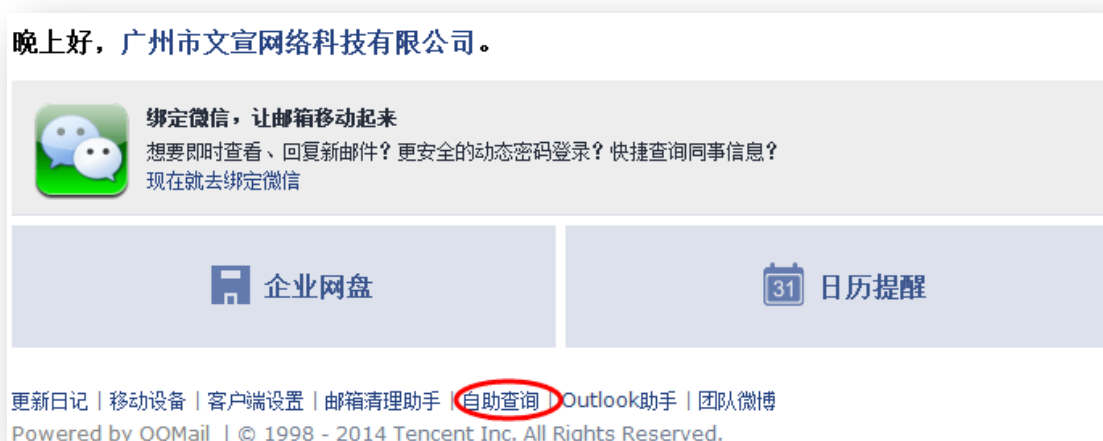 晚上好，广州市文宣网络科技有限公司。
绑定微信，让邮箱移动起来
想要即时查看、回复新邮件？更安全的动态密码登录？快捷查询同事信息？
现在就去绑定微信
企业网盘
31 日历提醒
更新日记 | 移动设备 | 客户端设置 | 邮箱清理助手 | 自助查询 | Outlook助手 | 团队微博
Powered by QQMail | © 1998 - 2014 Tencent Inc. All Rights Reserved.